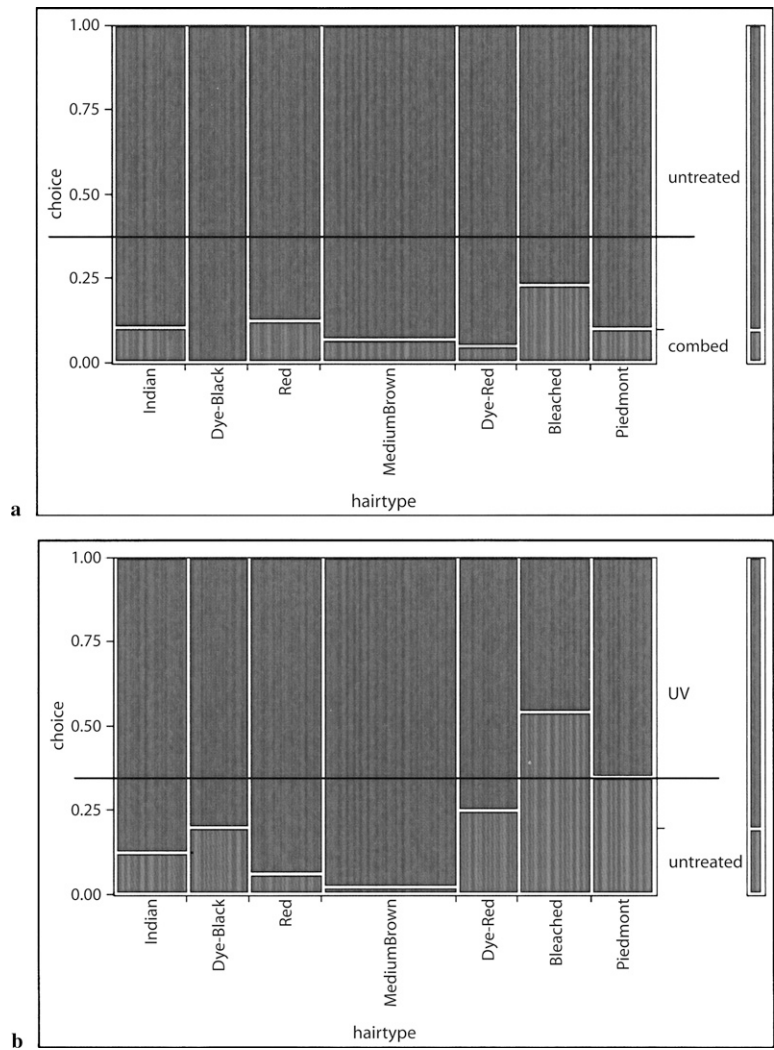 1.00
0.75
0.50
0.25
0.00
choice
untreated
combed
Indian
Dye-Black
Red
MediumBrown
Dye-Red
Bleached
Piedmont
hairtype
a
1.00
0.75
0.50
0.25
0.00
choice
UV
untreated
Indian
Dye-Black
Red
MediumBrown
Dye-Red
Bleached
Piedmont
hairtype
b